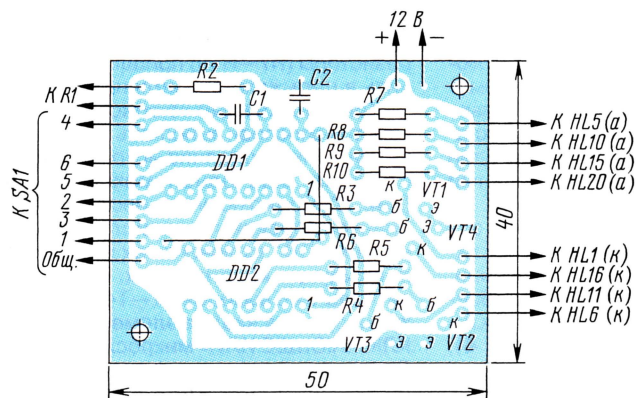 12 В
+ −
К R1
R2
C1
C2
R7
4
К SA1
6
5
2
3
1
Общ.
DD1
DD2
R8
R9
R10
1
R3
R6
R5
R4
1
к
VT1
б
э
б
э
VT4
к
к
б
б
к
VT3
э
э
VT2
К HL5 (а)
К HL10 (а)
К HL15 (а)
К HL20 (а)
К HL1 (к)
К HL16 (к)
К HL11 (к)
К HL6 (к)
40
50